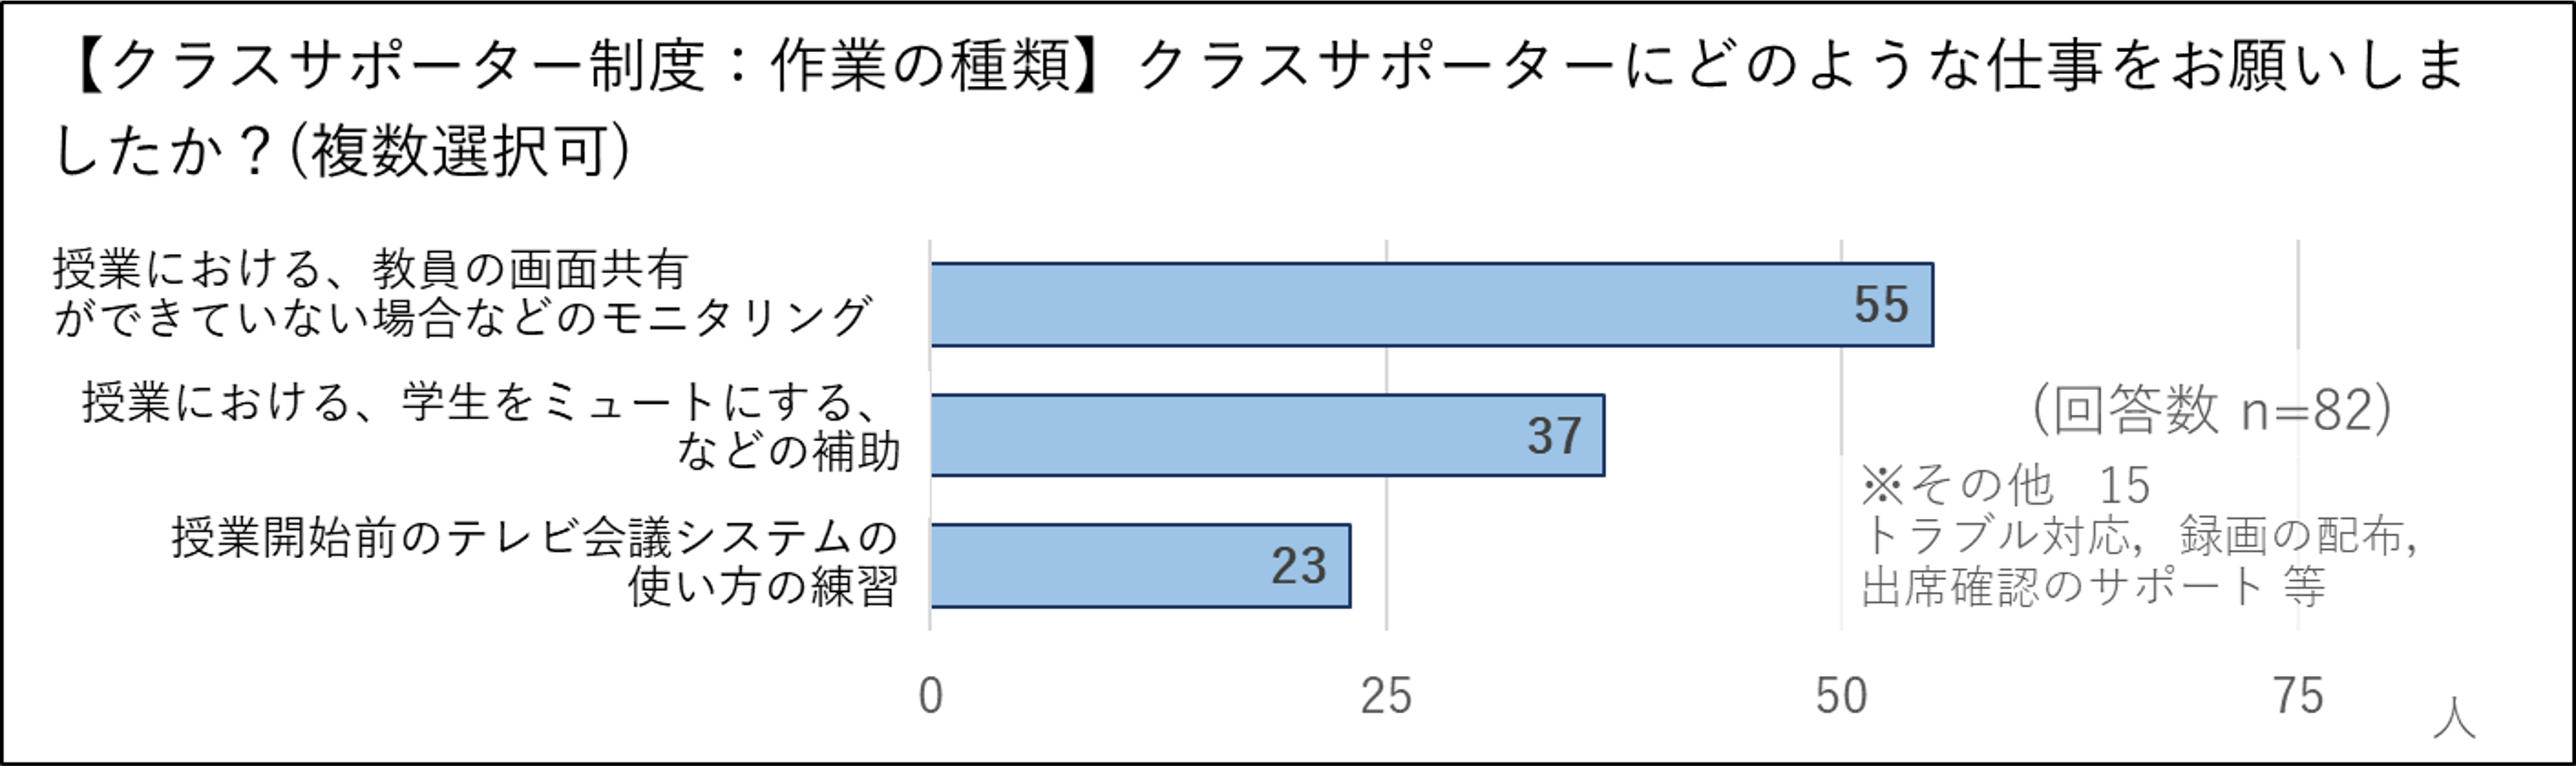 【クラスサポーター制度：作業の種類】クラスサポーターにどのような仕事をお願いしま
したか？(複数選択可)
授業における、教員の画面共有
ができていない場合などのモニタリング
55
授業における、学生をミュートにする、
などの補助
37
授業開始前のテレビ会議システムの
使い方の練習
23
(回答数 n=82)
※その他 15
トラブル対応，録画の配布，
出席確認のサポート 等
0 25 50 75 人